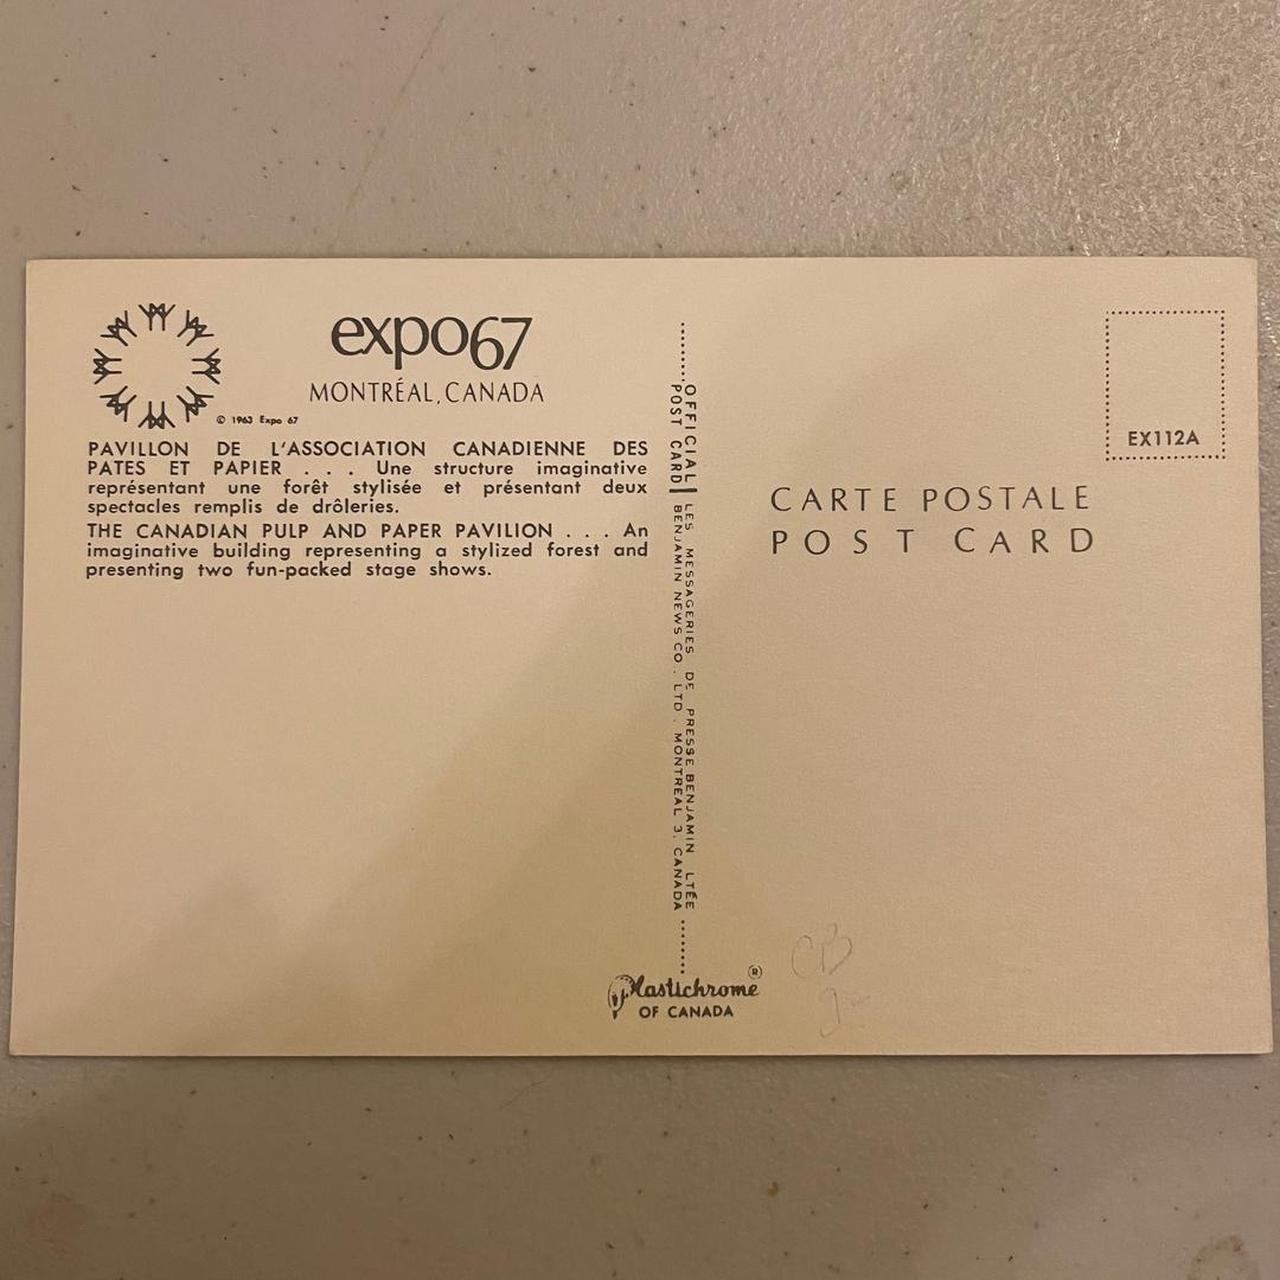 expo67
MONTRÉAL, CANADA
© 1963 Expo 67
PAVILLON DE L'ASSOCIATION CANADIENNE DES
PATES ET PAPIER . . . Une structure imaginative
représentant une forêt stylisée et présentant deux
spectacles remplis de drôleries.
THE CANADIAN PULP AND PAPER PAVILION . . . An
imaginative building representing a stylized forest and
presenting two fun-packed stage shows.
OFFICIAL LES MESSAGERIES DE PRESSE BENJAMIN LTÉE
POST CARD BENJAMIN NEWS CO. LTD. MONTREAL 3, CANADA
EX112A
CARTE POSTALE
POST CARD
Plastichrome ®
OF CANADA
CB